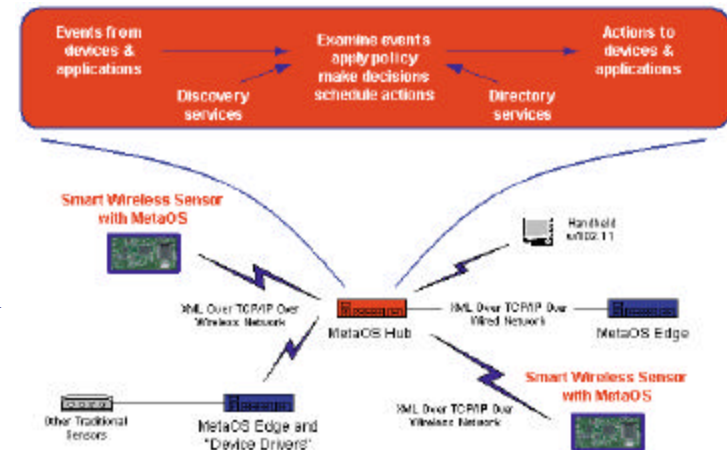 Events from
devices &
applications
Examine events
apply policy
make decisions
schedule actions
Actions to
devices &
applications
Discovery
services
Directory
services
Smart Wireless Sensor
with MetaOS
Handheld
w/802.11
XML Over TCP/IP Over
Wireless Network
MetaOS Hub
XML Over TCP/IP Over
Wired Network
MetaOS Edge
Smart Wireless Sensor
with MetaOS
Other Traditional
Sensors
MetaOS Edge and
"Device Drivers"
XML Over TCP/IP Over
Wireless Network